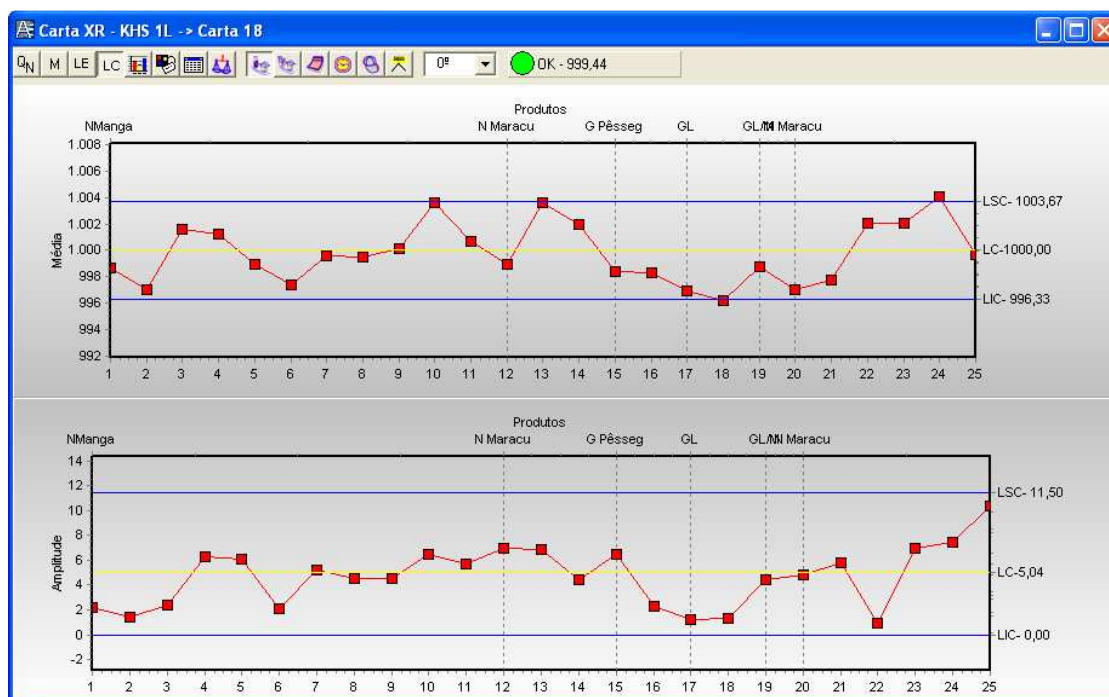 Carta XR - KHS 1L -> Carta 18
QN M LE LC 0º OK - 999,44
Produtos
NManga N Maracu G Pêsseg GL GL/M Maracu
1.008
1.006
1.004
1.002
1.000
998
996
994
992
Média
LSC- 1003,67
LC-1000,00
LIC- 996,33
1 2 3 4 5 6 7 8 9 10 11 12 13 14 15 16 17 18 19 20 21 22 23 24 25
Produtos
NManga N Maracu G Pêsseg GL GL/M Maracu
14
12
10
8
6
4
2
0
-2
Amplitude
LSC- 11,50
LC-5,04
LIC- 0,00
1 2 3 4 5 6 7 8 9 10 11 12 13 14 15 16 17 18 19 20 21 22 23 24 25